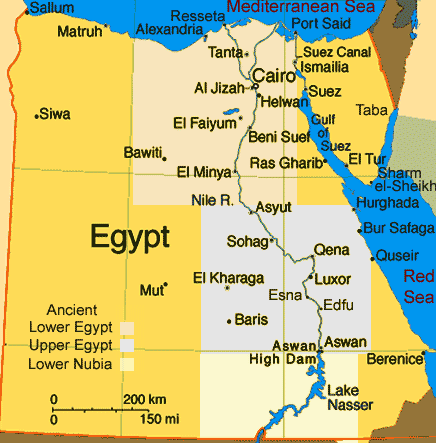 Mediterranean Sea
Sallum
Resseta
Matruh
Alexandria
Port Said
Tanta
Suez Canal
Ismailia
Cairo
Al Jizah
Helwan
Suez
Siwa
Taba
El Faiyum
Gulf
of
Suez
Beni Suef
Bawiti
Ras Gharib
El Tur
El Minya
Sharm
el-Sheikh
Nile R.
Asyut
Hurghada
Bur Safaga
Egypt
Sohag
Qena
Quseir
El Kharaga
Luxor
Red
Sea
Mut
Esna
Edfu
Ancient
Lower Egypt
Upper Egypt
Lower Nubia
Baris
Aswan
High Dam
Aswan
Berenice
0 200 km
0 150 mi
Lake
Nasser